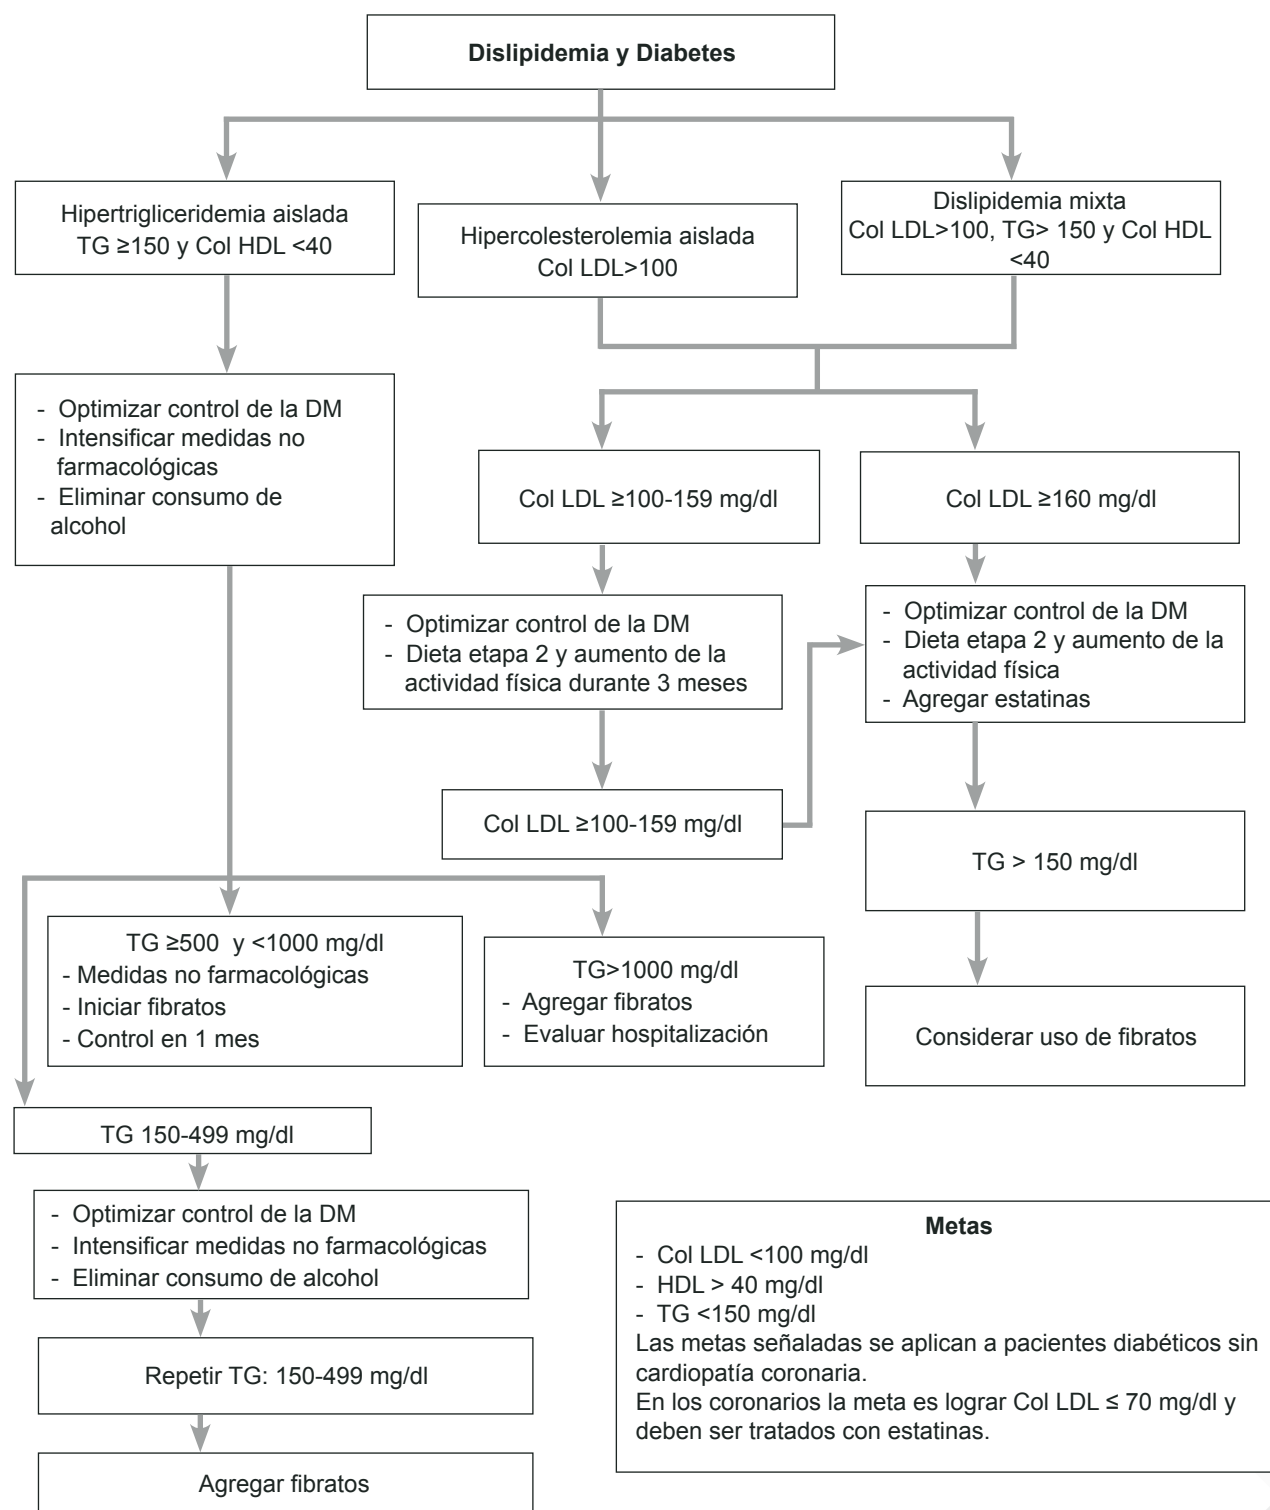 Dislipidemia y Diabetes
Hipertrigliceridemia aislada
TG ≥150 y Col HDL <40
Hipercolesterolemia aislada
Col LDL>100
Dislipidemia mixta
Col LDL>100, TG> 150 y Col HDL
<40
- Optimizar control de la DM
- Intensificar medidas no
farmacológicas
- Eliminar consumo de
alcohol
Col LDL ≥100-159 mg/dl
Col LDL ≥160 mg/dl
- Optimizar control de la DM
- Dieta etapa 2 y aumento de la
actividad física durante 3 meses
- Optimizar control de la DM
- Dieta etapa 2 y aumento de la
actividad física
- Agregar estatinas
Col LDL ≥100-159 mg/dl
TG > 150 mg/dl
TG ≥500 y <1000 mg/dl
- Medidas no farmacológicas
- Iniciar fibratos
- Control en 1 mes
TG>1000 mg/dl
- Agregar fibratos
- Evaluar hospitalización
Considerar uso de fibratos
TG 150-499 mg/dl
- Optimizar control de la DM
- Intensificar medidas no farmacológicas
- Eliminar consumo de alcohol
Repetir TG: 150-499 mg/dl
Agregar fibratos
Metas
- Col LDL <100 mg/dl
- HDL > 40 mg/dl
- TG <150 mg/dl
Las metas señaladas se aplican a pacientes diabéticos sin
cardiopatía coronaria.
En los coronarios la meta es lograr Col LDL ≤ 70 mg/dl y
deben ser tratados con estatinas.